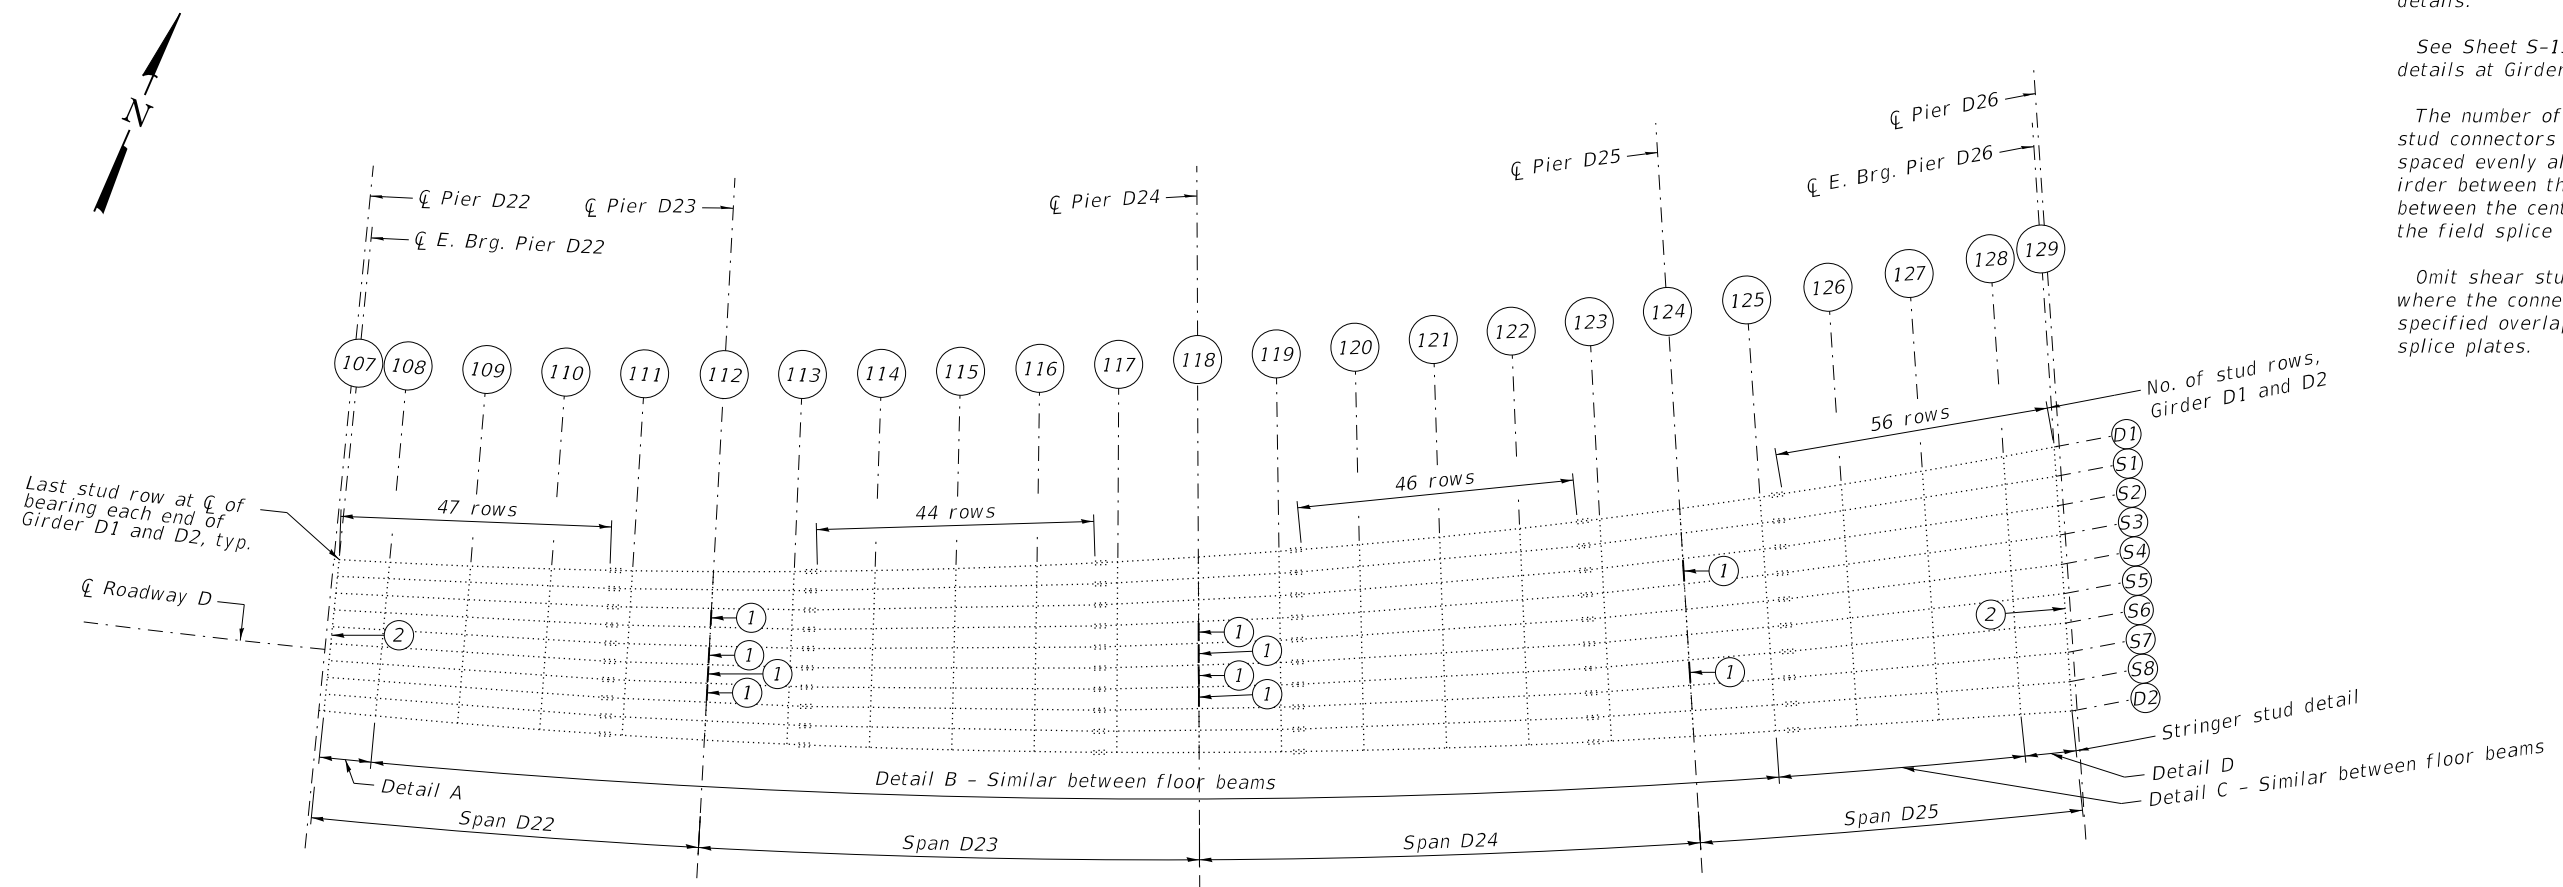 details.
See Sheet S-1
details at Girder
The number of
stud connectors
spaced evenly
irder between
between the
the field splice
Omit shear
where the
specified
splice plates.
N
℄ Pier D26
℄ E. Brg. Pier D26
℄ Pier D25
℄ Pier D24
℄ Pier D22
℄ Pier D23
℄ E. Brg. Pier D22
107
108
109
110
111
112
113
114
115
116
117
118
119
120
121
122
123
124
125
126
127
128
129
No. of stud rows,
Girder D1 and D2
56 rows
46 rows
44 rows
47 rows
Last stud row at ℄ of
bearing each end of
Girder D1 and D2, typ.
℄ Roadway D
D1
S1
S2
S3
S4
S5
S6
S7
S8
D2
2
1
1
1
1
1
1
1
1
1
1
2
Stringer stud detail
Detail D
Detail C - Similar between floor beams
Detail B - Similar between floor beams
Detail A
Span D22
Span D23
Span D24
Span D25